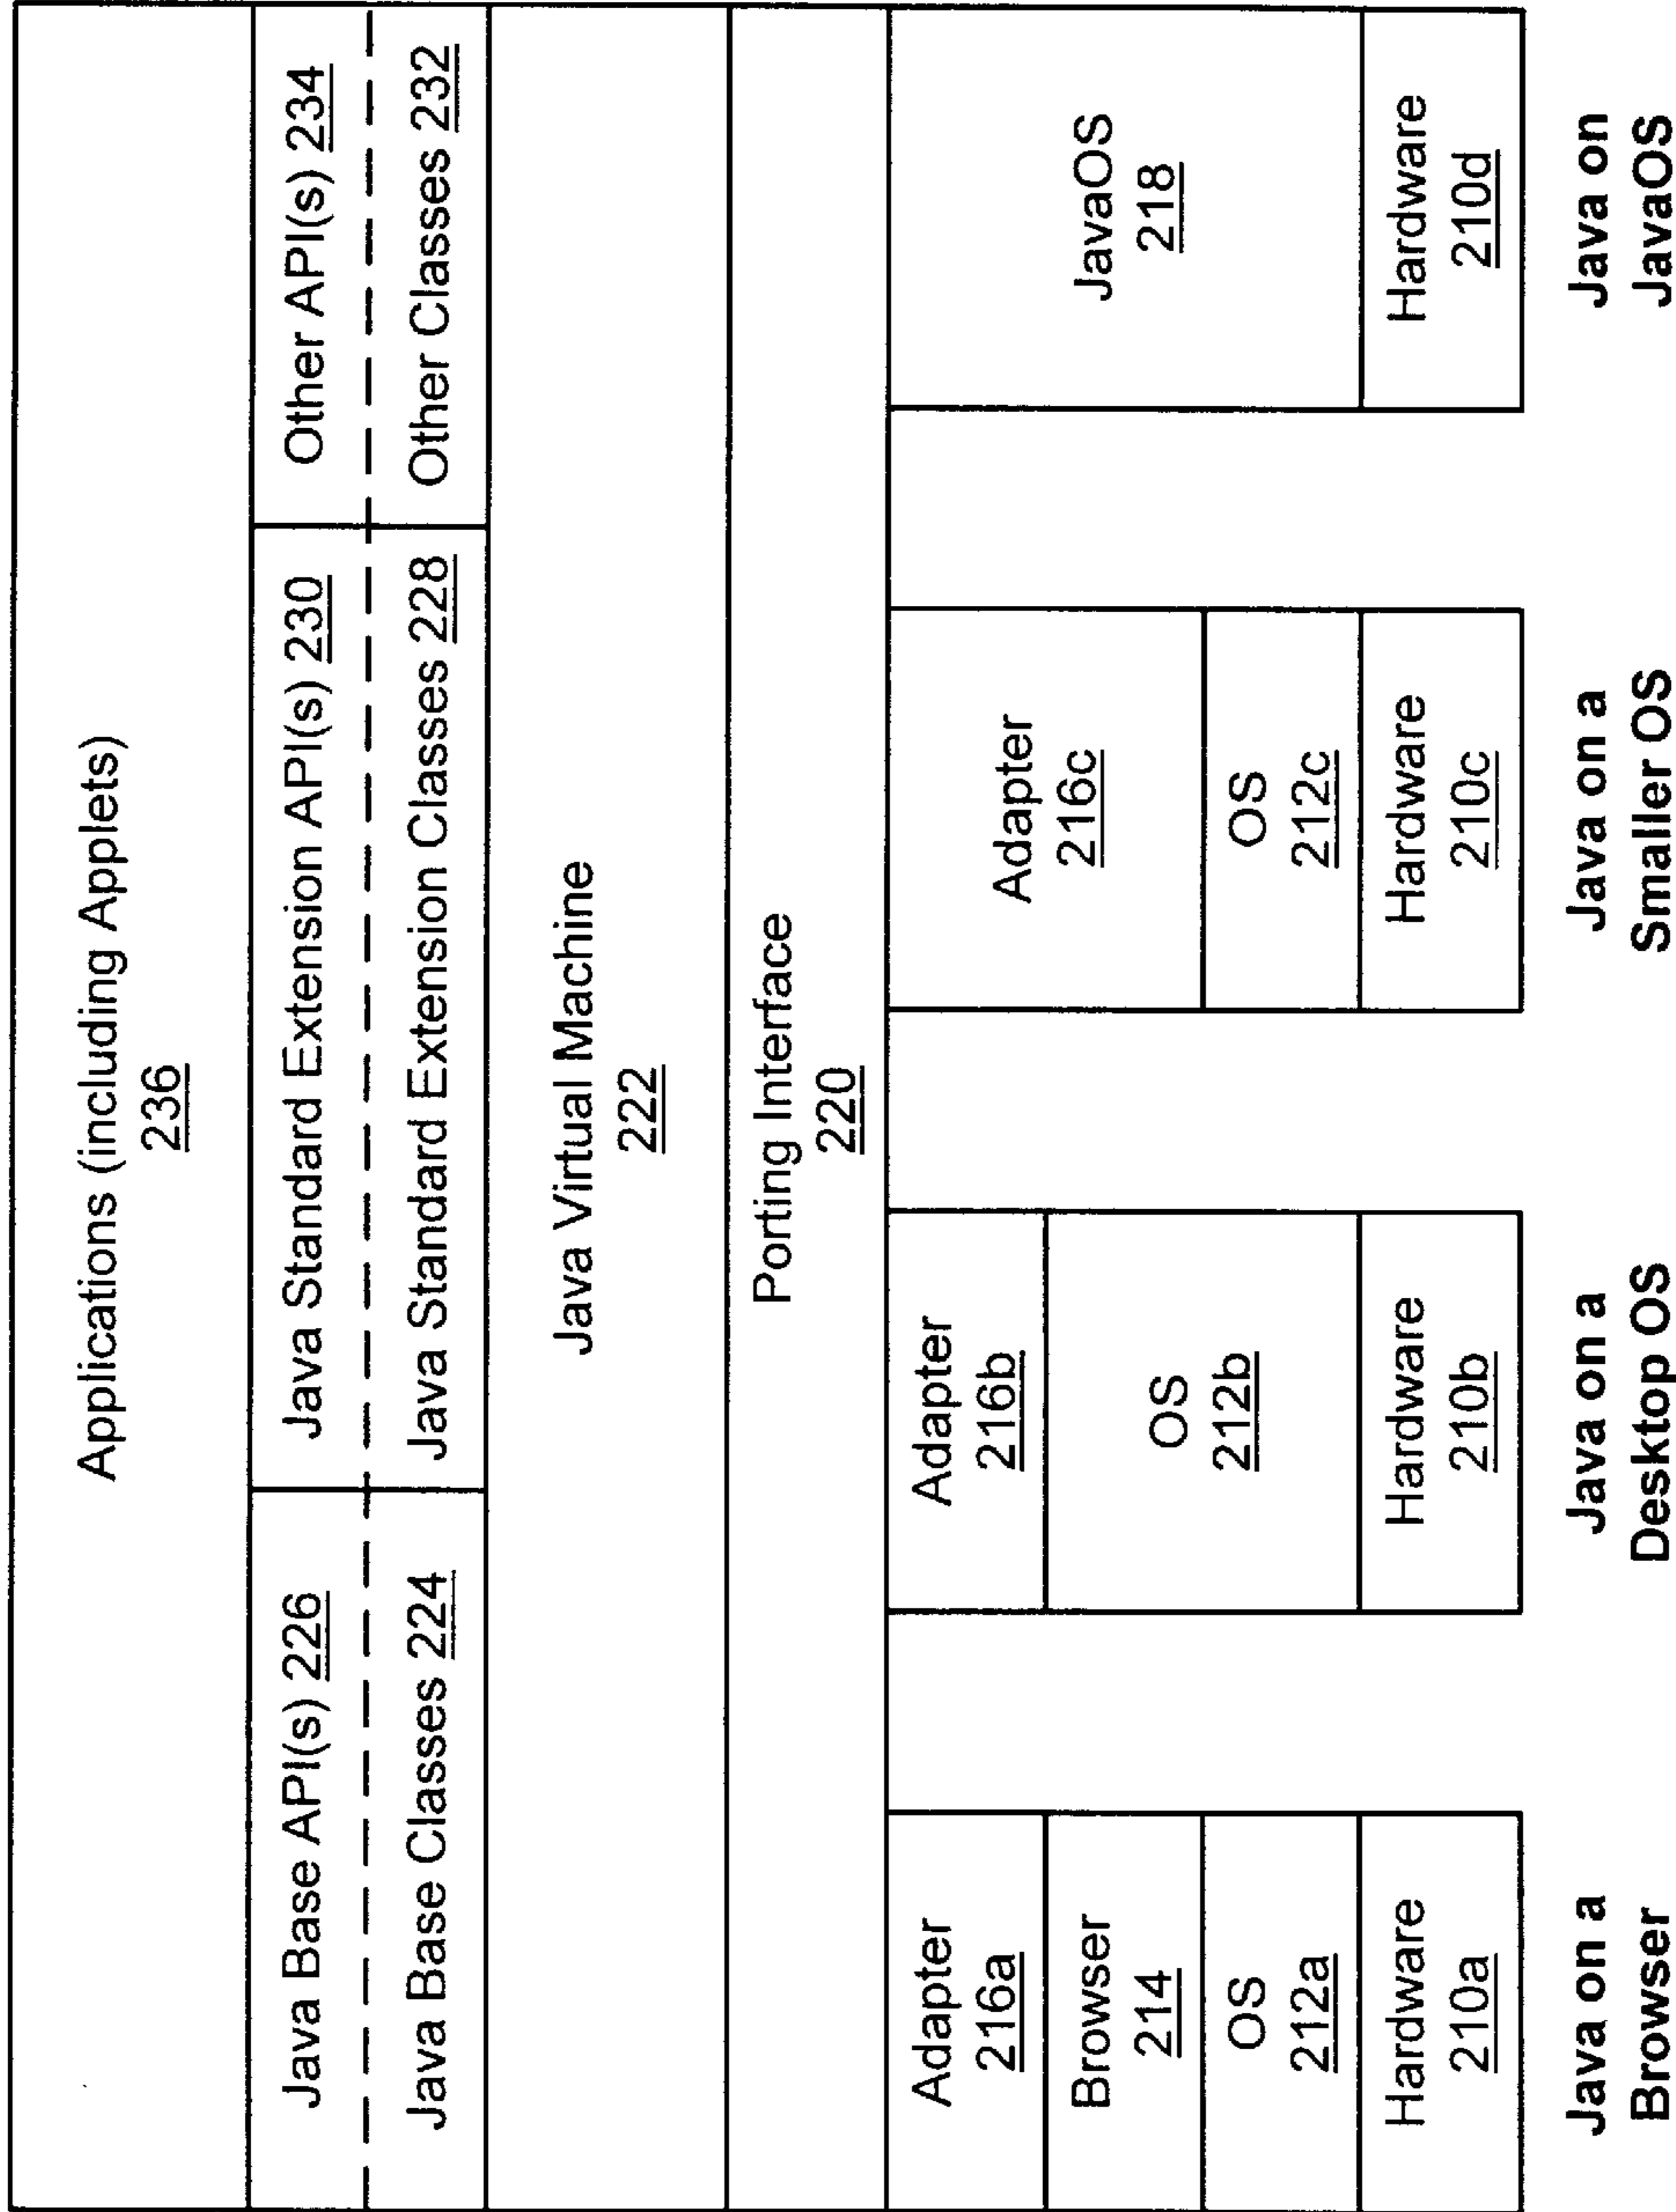 Applications (including Applets)
236
Java Base API(s) 226
Java Standard Extension API(s) 230
Other API(s) 234
Java Base Classes 224
Java Standard Extension Classes 228
Other Classes 232
Java Virtual Machine
222
Porting Interface
220
Adapter
216a
Browser
214
OS
212a
Hardware
210a
Java on a
Browser
Adapter
216b
OS
212b
Hardware
210b
Java on a
Desktop OS
Adapter
216c
OS
212c
Hardware
210c
Java on a
Smaller OS
JavaOS
218
Hardware
210d
Java on
JavaOS